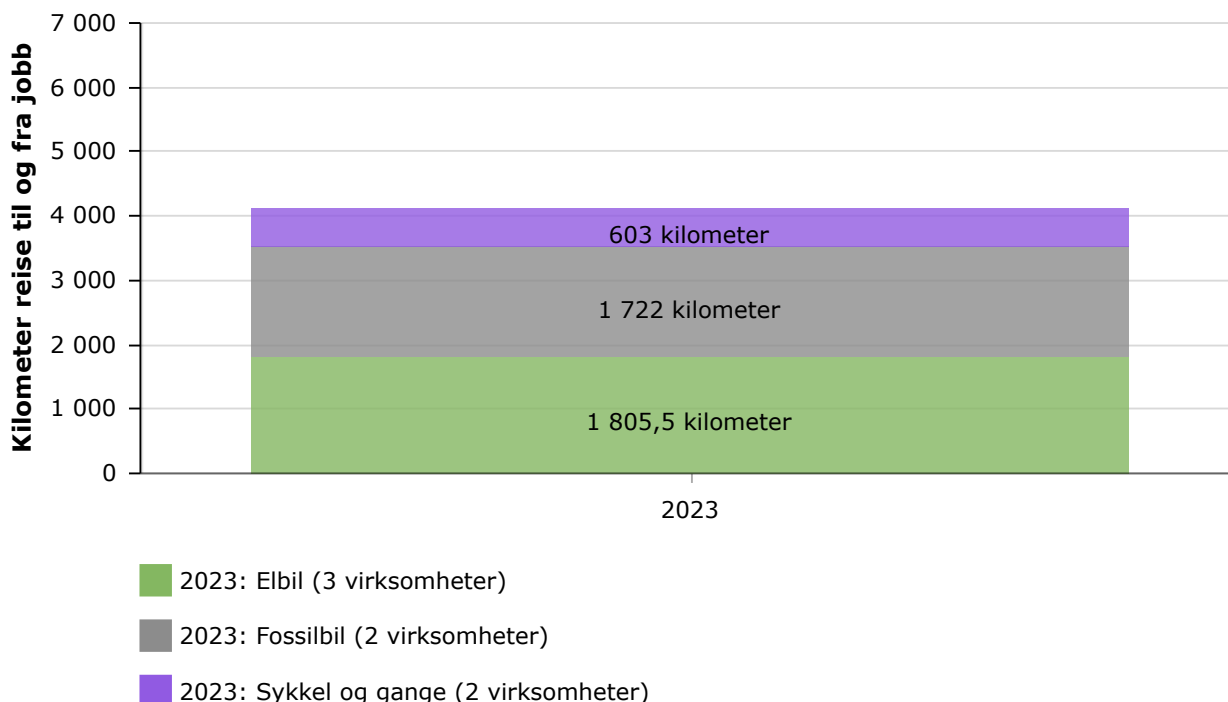 7 000
6 000
5 000
4 000
3 000
2 000
1 000
0
Kilometer reise til og fra jobb
603 kilometer
1 722 kilometer
1 805,5 kilometer
2023
2023: Elbil (3 virksomheter)
2023: Fossilbil (2 virksomheter)
2023: Sykkel og gange (2 virksomheter)